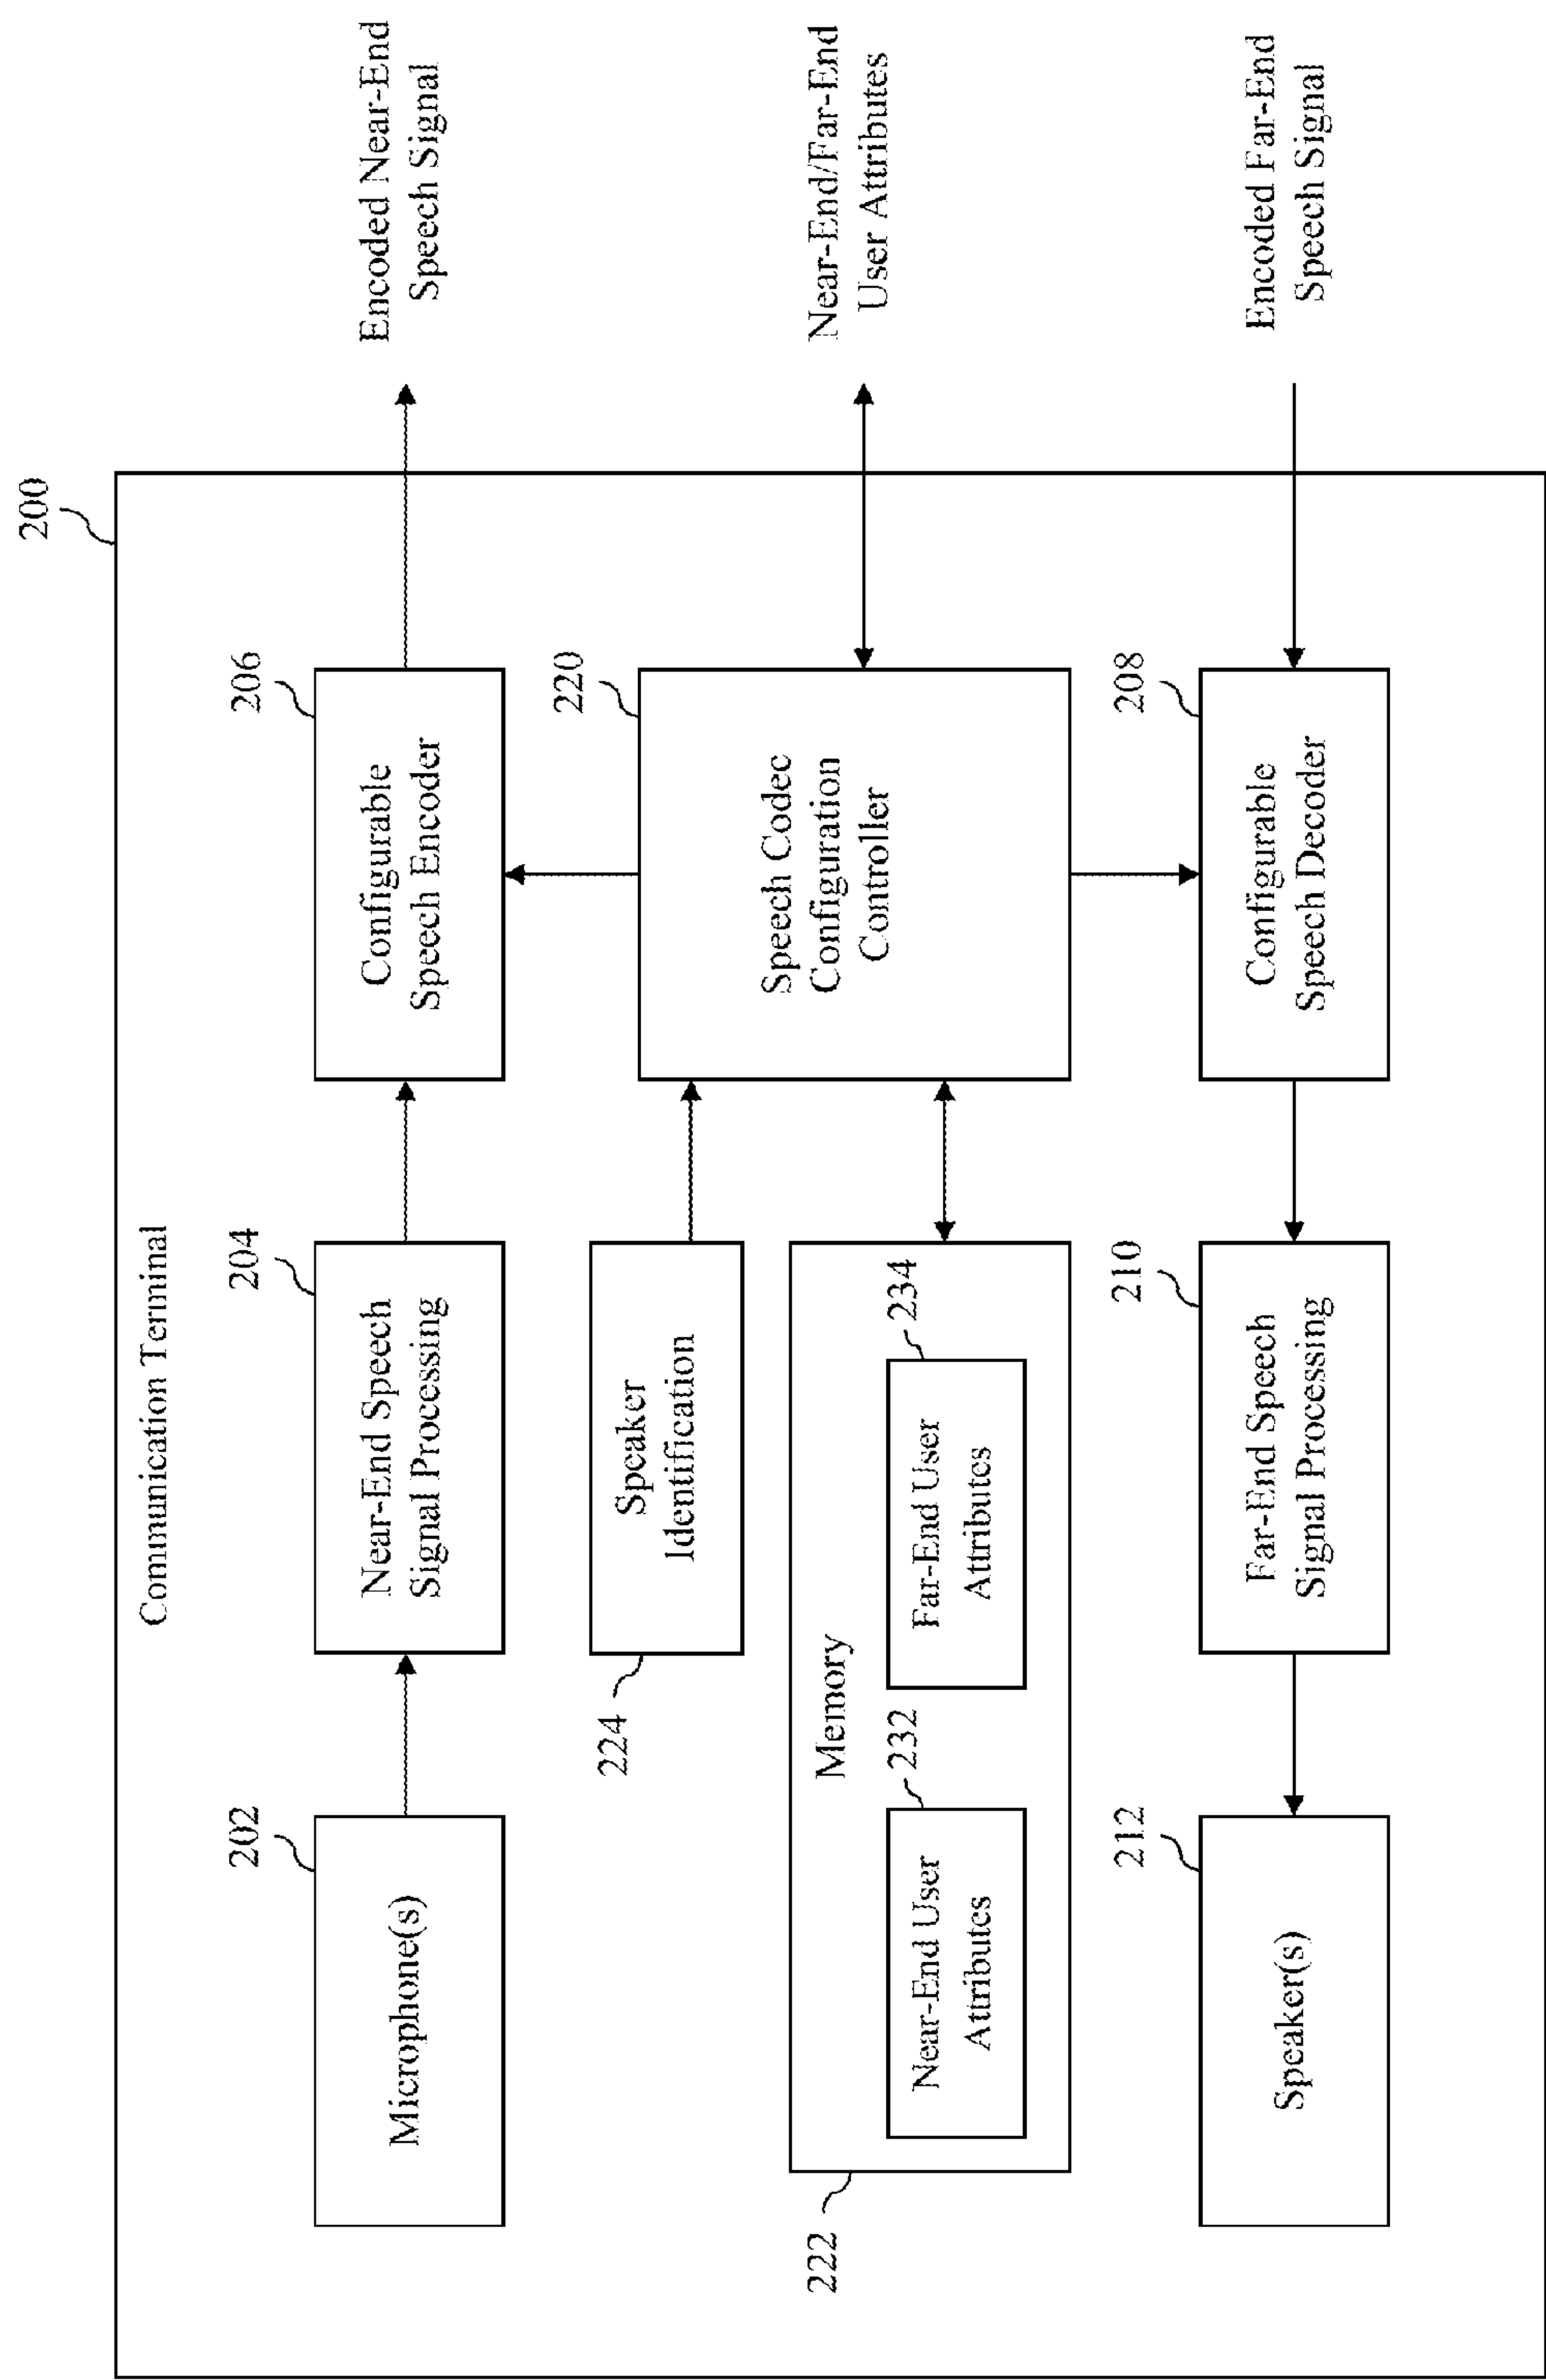 200
Communication Terminal
202
Microphone(s)
204
Near-End Speech
Signal Processing
206
Configurable
Speech Encoder
Encoded Near-End
Speech Signal
224
Speaker
Identification
220
Speech Codec
Configuration
Controller
Near-End/Far-End
User Attributes
222
Memory
232
Near-End User
Attributes
234
Far-End User
Attributes
212
Speaker(s)
210
Far-End Speech
Signal Processing
208
Configurable
Speech Decoder
Encoded Far-End
Speech Signal